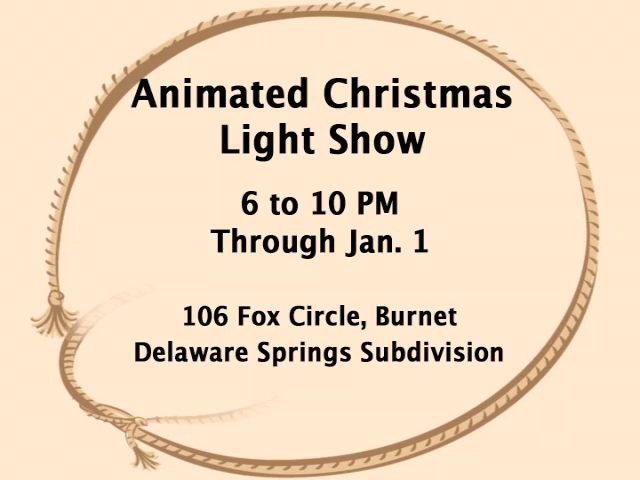 Animated Christmas
Light Show
6 to 10 PM
Through Jan. 1
106 Fox Circle, Burnet
Delaware Springs Subdivision